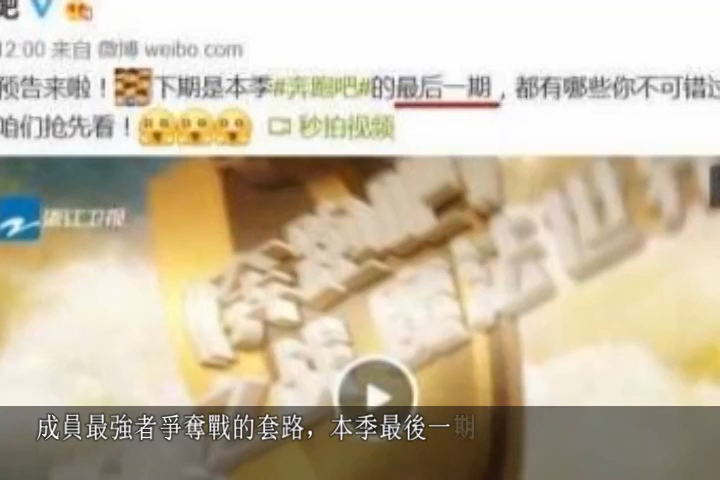 吧
12:00 来自 微博 weibo.com
预告来啦！下期是本季#奔跑吧#的最后一期，都有哪些你不可错过
咱们抢先看！秒拍视频
浙江卫视
成員最強者爭奪戰的套路，本季最後一期